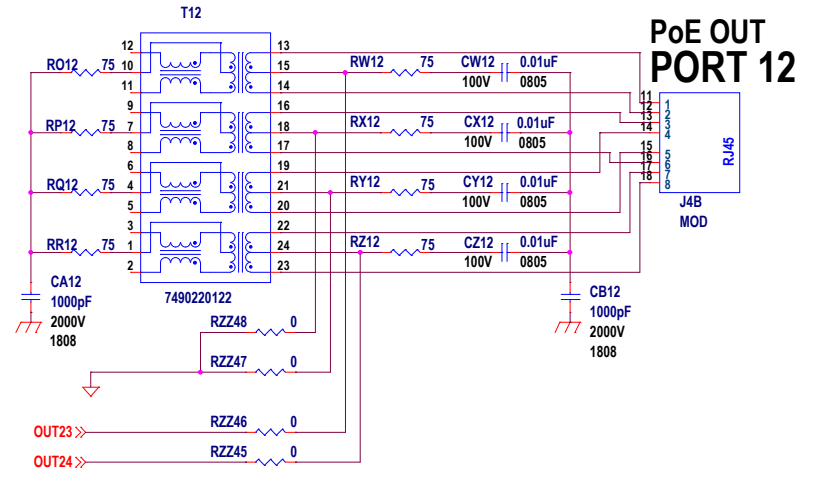 T12
PoE OUT
PORT 12
12
10
11
9
7
8
6
4
5
3
1
2
13
15
14
16
18
17
19
21
20
22
24
23
RO12 75
RP12 75
RQ12 75
RR12 75
RW12 75
CW12 0.01uF
100V 0805
RX12 75
CX12 0.01uF
100V 0805
RY12 75
CY12 0.01uF
100V 0805
RZ12 75
CZ12 0.01uF
100V 0805
11
12
13
14
15
16
17
18
1
2
3
4
5
6
7
8
RJ45
J4B
MOD
CA12
1000pF
2000V
1808
7490220122
CB12
1000pF
2000V
1808
RZZ48 0
RZZ47 0
RZZ46 0
OUT23
RZZ45 0
OUT24